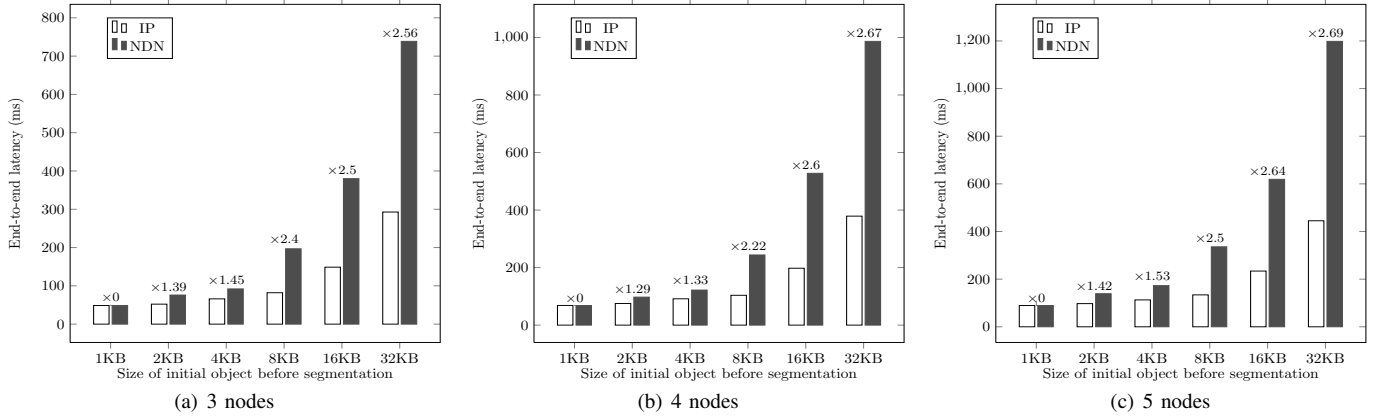 800
700
600
500
400
300
200
100
0
End-to-end latency (ms)
IP
NDN
×0
×1.39
×1.45
×2.4
×2.5
×2.56
1KB 2KB 4KB 8KB 16KB 32KB
Size of initial object before segmentation
(a) 3 nodes
1,000
800
600
400
200
0
End-to-end latency (ms)
IP
NDN
×0
×1.29
×1.33
×2.22
×2.6
×2.67
1KB 2KB 4KB 8KB 16KB 32KB
Size of initial object before segmentation
(b) 4 nodes
1,200
1,000
800
600
400
200
0
End-to-end latency (ms)
IP
NDN
×0
×1.42
×1.53
×2.5
×2.64
×2.69
1KB 2KB 4KB 8KB 16KB 32KB
Size of initial object before segmentation
(c) 5 nodes